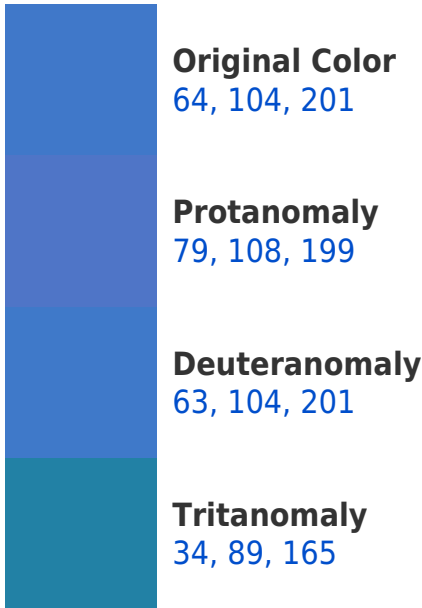 Original Color
64, 104, 201
Protanomaly
79, 108, 199
Deuteranomaly
63, 104, 201
Tritanomaly
34, 89, 165